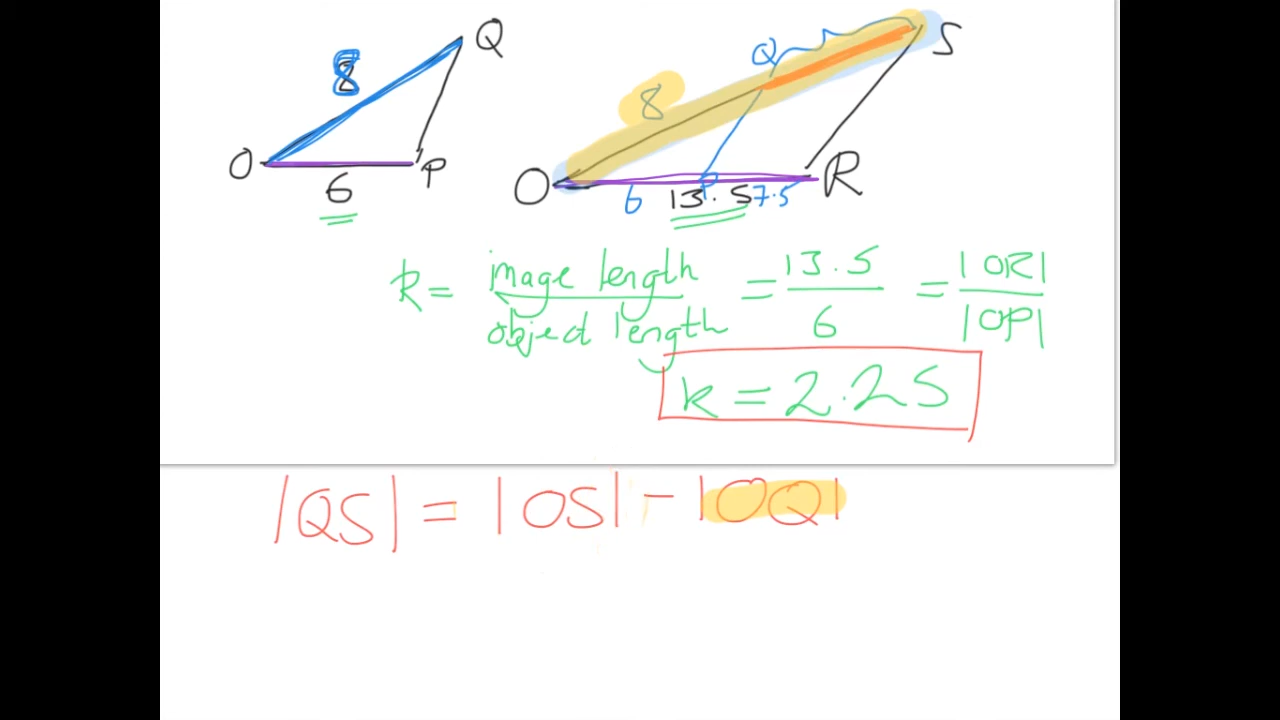 Q
8
O
P
6
Q
S
8
O
R
6 13.5 P 7.5
k = image length / object length = 13.5 / 6 = |OR| / |OP|
k = 2.25
|QS| = |OS| - |OQ|